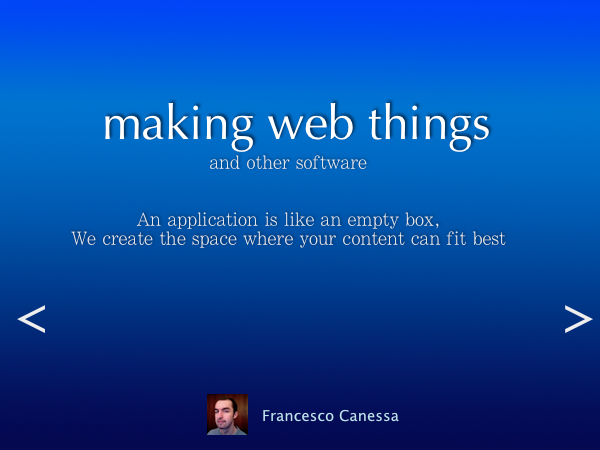 making web things
and other software
An application is like an empty box,
We create the space where your content can fit best
< >
Francesco Canessa